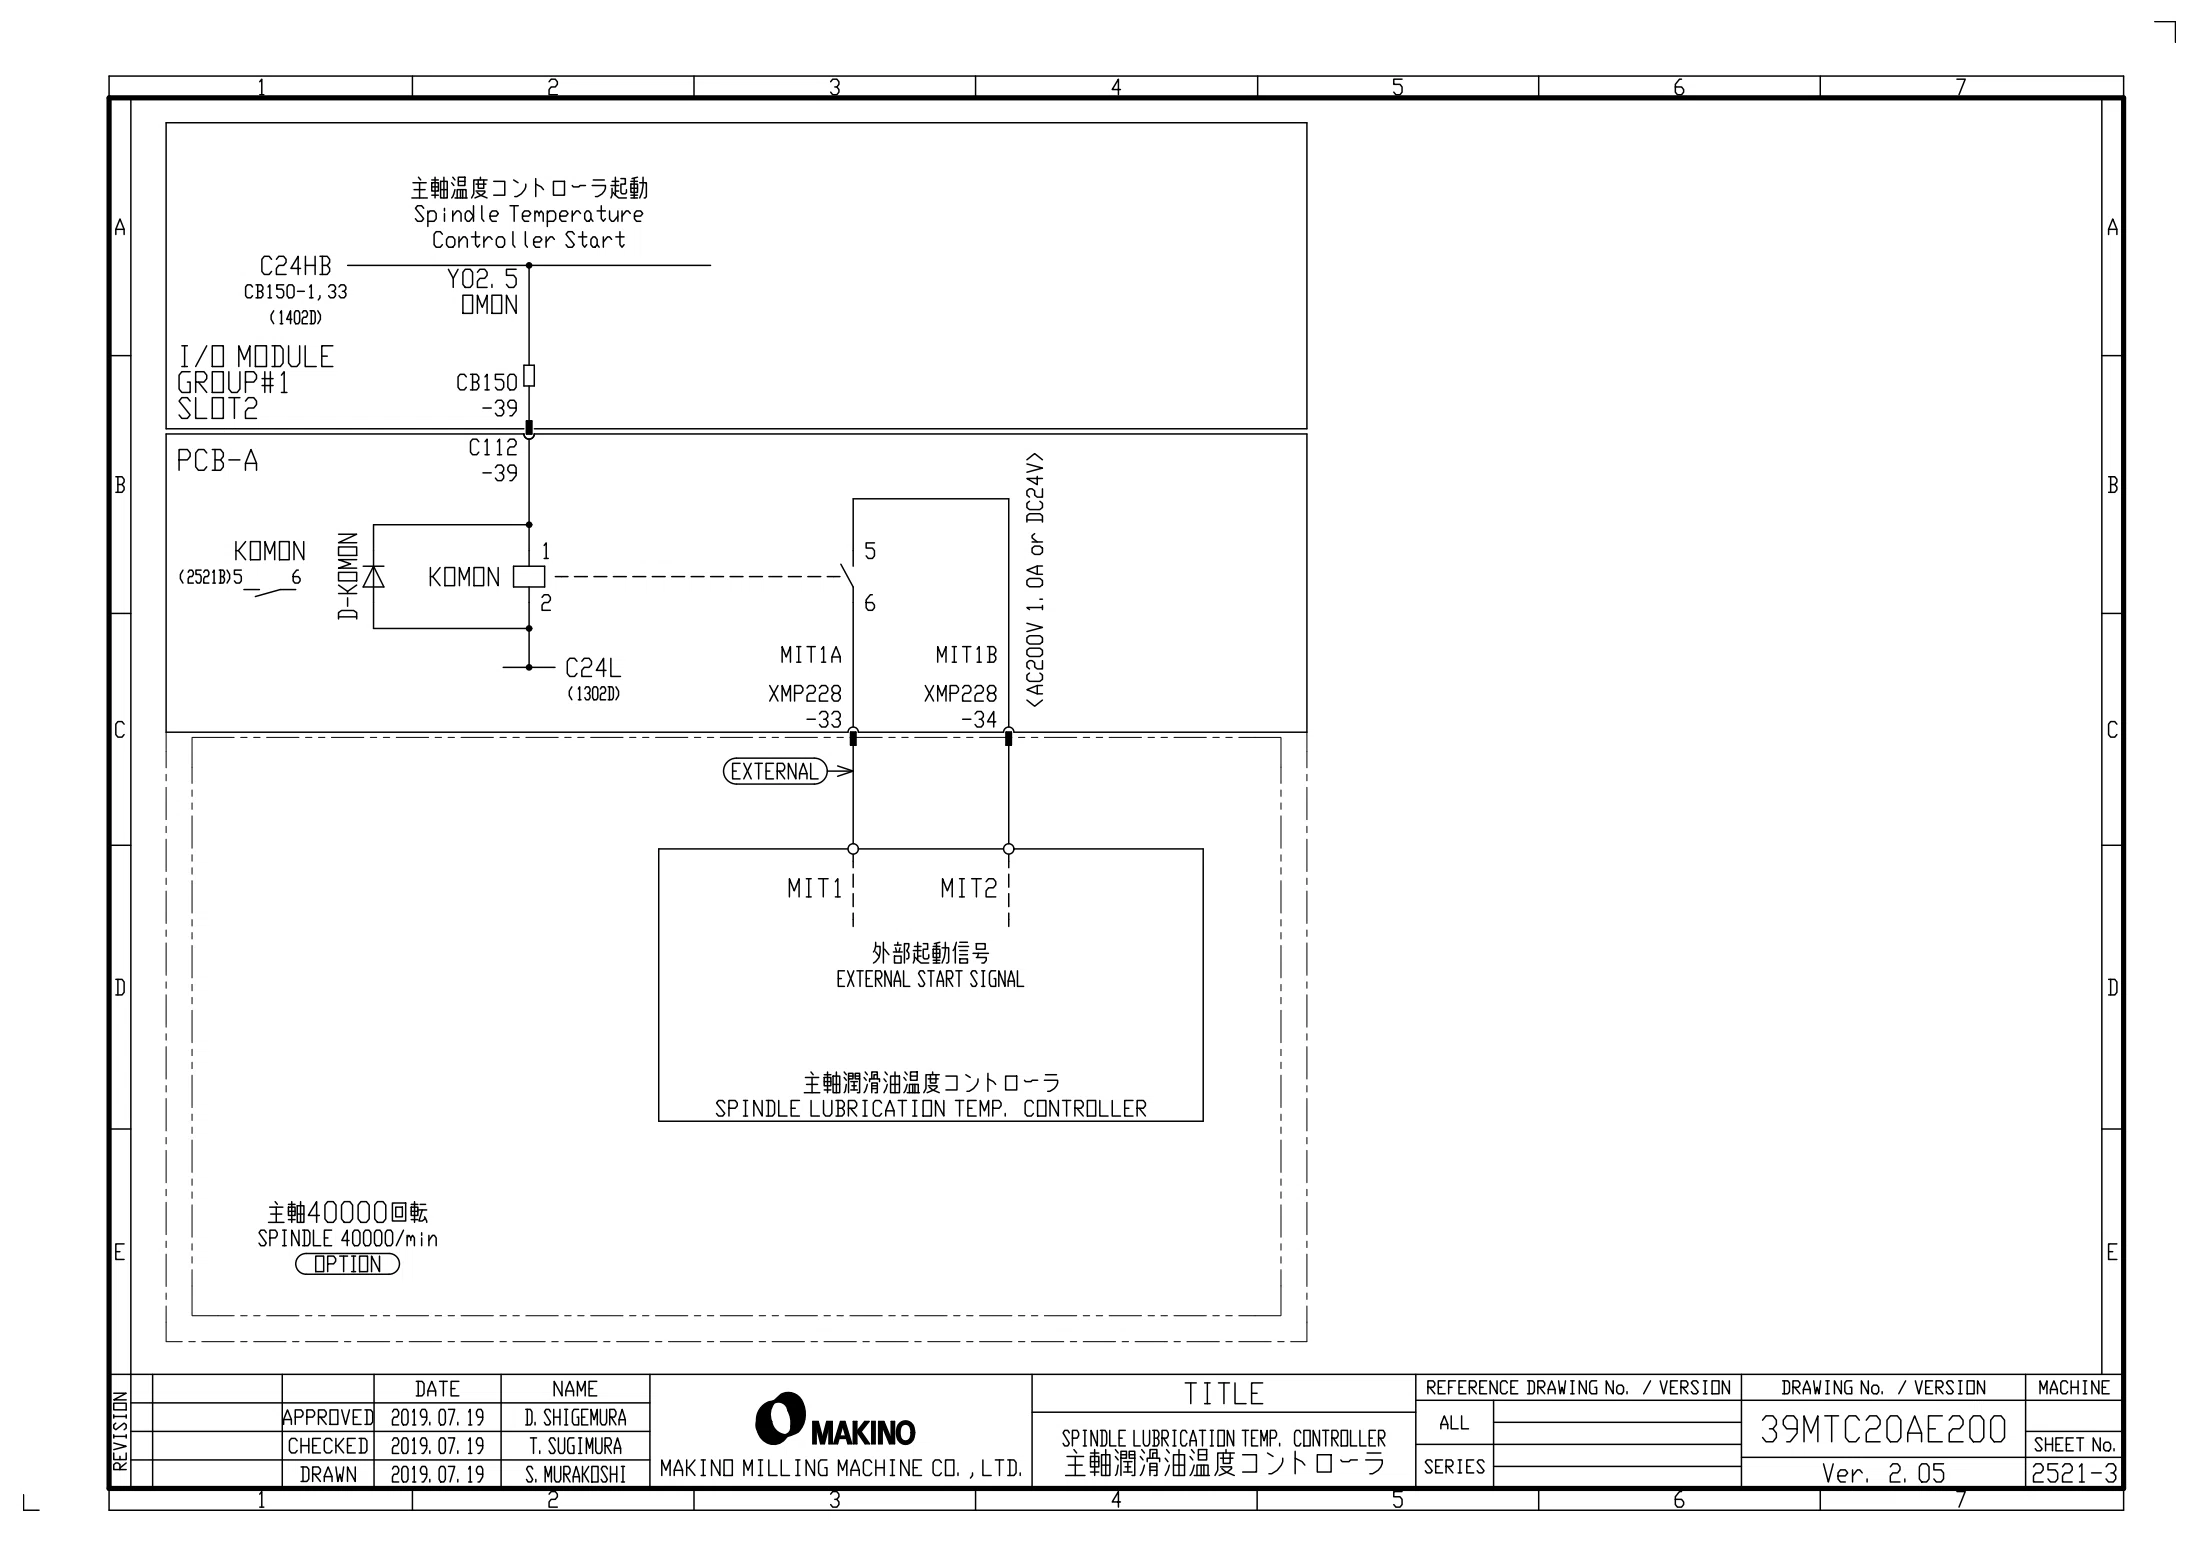 1 2 3 4 5 6 7
A A
B B
C C
D D
E E
主軸温度コントローラ起動
Spindle Temperature
Controller Start
C24HB
CB150-1,33
(1402D)
Y02.5
OMON
I/O MODULE
GROUP#1
SLOT2
CB150
-39
PCB-A
C112
-39
KOMON
(2521B)5 6
D-KOMON
KOMON
1
2
C24L
(1302D)
5
6
MIT1A
XMP228
-33
MIT1B
XMP228
-34
<AC200V 1.0A or DC24V>
EXTERNAL
MIT1 MIT2
外部起動信号
EXTERNAL START SIGNAL
主軸潤滑油温度コントローラ
SPINDLE LUBRICATION TEMP. CONTROLLER
主軸40000回転
SPINDLE 40000/min
OPTION
REVISION
DATE NAME
APPROVED 2019.07.19 D. SHIGEMURA
CHECKED 2019.07.19 T. SUGIMURA
DRAWN 2019.07.19 S. MURAKOSHI
MAKINO
MAKINO MILLING MACHINE CO.,LTD.
TITLE
SPINDLE LUBRICATION TEMP. CONTROLLER
主軸潤滑油温度コントローラ
REFERENCE DRAWING No. / VERSION
ALL
SERIES
DRAWING No. / VERSION
39MTC20AE200
Ver. 2.05
MACHINE
SHEET No.
2521-3
1 2 3 4 5 6 7